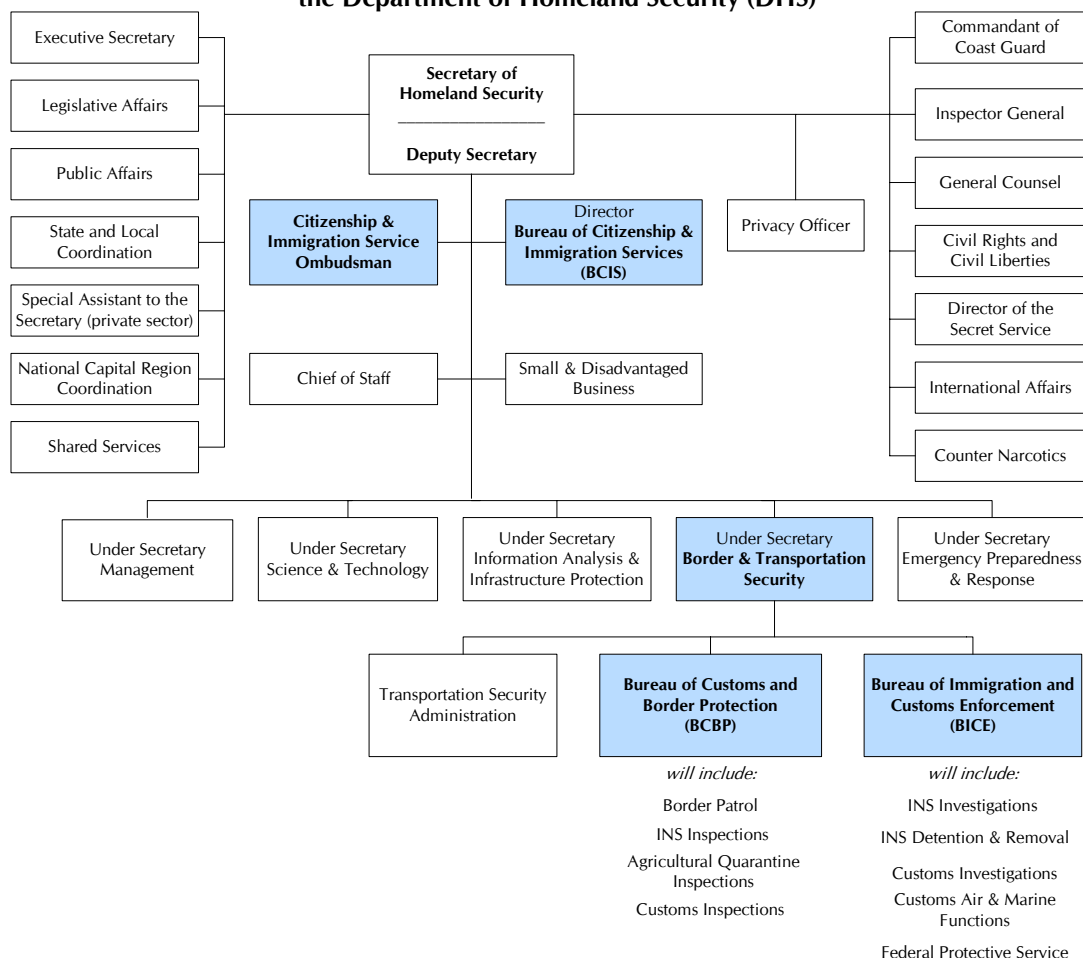 the Department of Homeland Security (DHS)
Executive Secretary
Legislative Affairs
Public Affairs
State and Local
Coordination
Special Assistant to the
Secretary (private sector)
National Capital Region
Coordination
Shared Services
Secretary of
Homeland Security
Deputy Secretary
Citizenship &
Immigration Service
Ombudsman
Director
Bureau of Citizenship &
Immigration Services
(BCIS)
Chief of Staff
Small & Disadvantaged
Business
Privacy Officer
Commandant of
Coast Guard
Inspector General
General Counsel
Civil Rights and
Civil Liberties
Director of the
Secret Service
International Affairs
Counter Narcotics
Under Secretary
Management
Under Secretary
Science & Technology
Under Secretary
Information Analysis &
Infrastructure Protection
Under Secretary
Border & Transportation
Security
Under Secretary
Emergency Preparedness
& Response
Transportation Security
Administration
Bureau of Customs and
Border Protection
(BCBP)
will include:
Border Patrol
INS Inspections
Agricultural Quarantine
Inspections
Customs Inspections
Bureau of Immigration and
Customs Enforcement
(BICE)
will include:
INS Investigations
INS Detention & Removal
Customs Investigations
Customs Air & Marine
Functions
Federal Protective Service